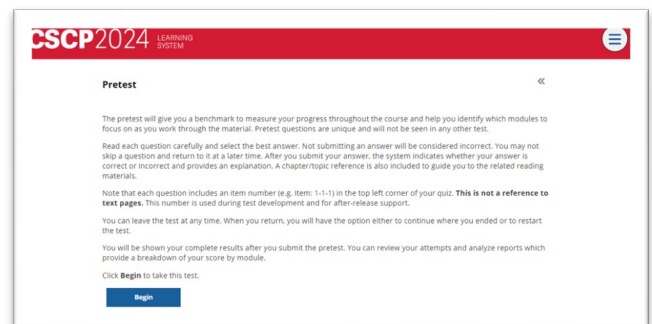 CSCP2024 LEARNING
SYSTEM
Pretest
«
The pretest will give you a benchmark to measure your progress throughout the course and help you identify which modules to
focus on as you work through the material. Pretest questions are unique and will not be seen in any other test.
Read each question carefully and select the best answer. Not submitting an answer will be considered incorrect. You may not
skip a question and return to it at a later time. After you submit your answer, the system indicates whether your answer is
correct or incorrect and provides an explanation. A chapter/topic reference is also included to guide you to the related reading
materials.
Note that each question includes an item number (e.g. Item: 1-1-1) in the top left corner of your quiz. This is not a reference to
text pages. This number is used during test development and for after-release support.
You can leave the test at any time. When you return, you will have the option either to continue where you ended or to restart
the test.
You will be shown your complete results after you submit the pretest. You can review your attempts and analyze reports which
provide a breakdown of your score by module.
Click Begin to take this test.
Begin